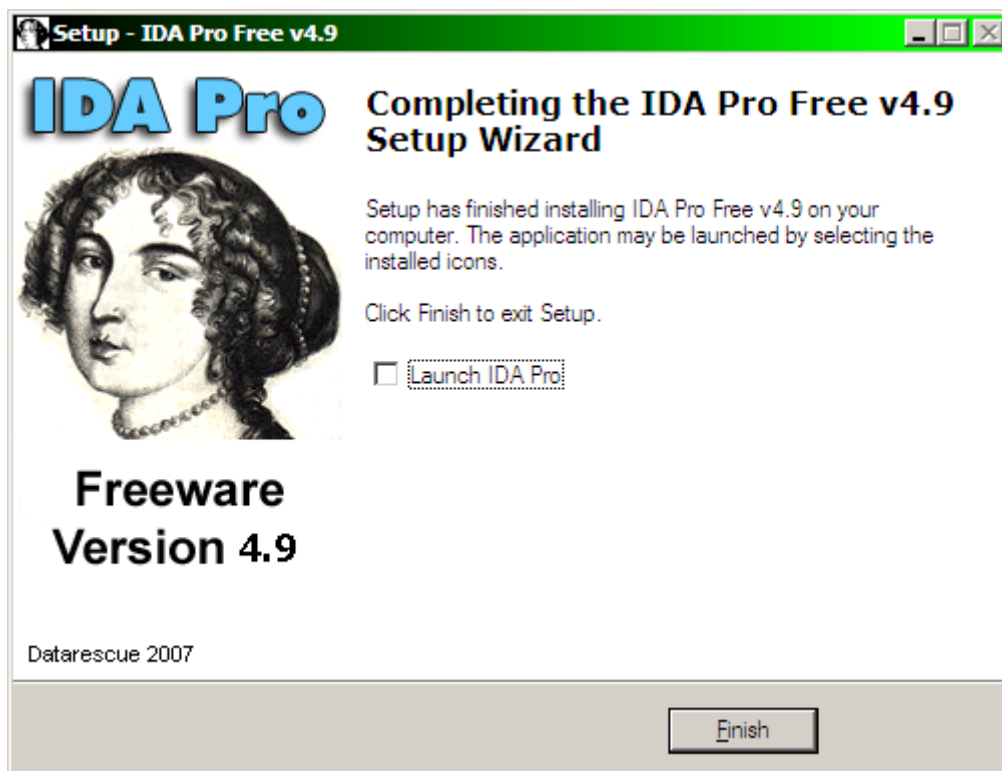 Setup - IDA Pro Free v4.9
IDA Pro
Completing the IDA Pro Free v4.9
Setup Wizard
Setup has finished installing IDA Pro Free v4.9 on your
computer. The application may be launched by selecting the
installed icons.
Click Finish to exit Setup.
Launch IDA Pro
Freeware
Version 4.9
Datarescue 2007
Finish